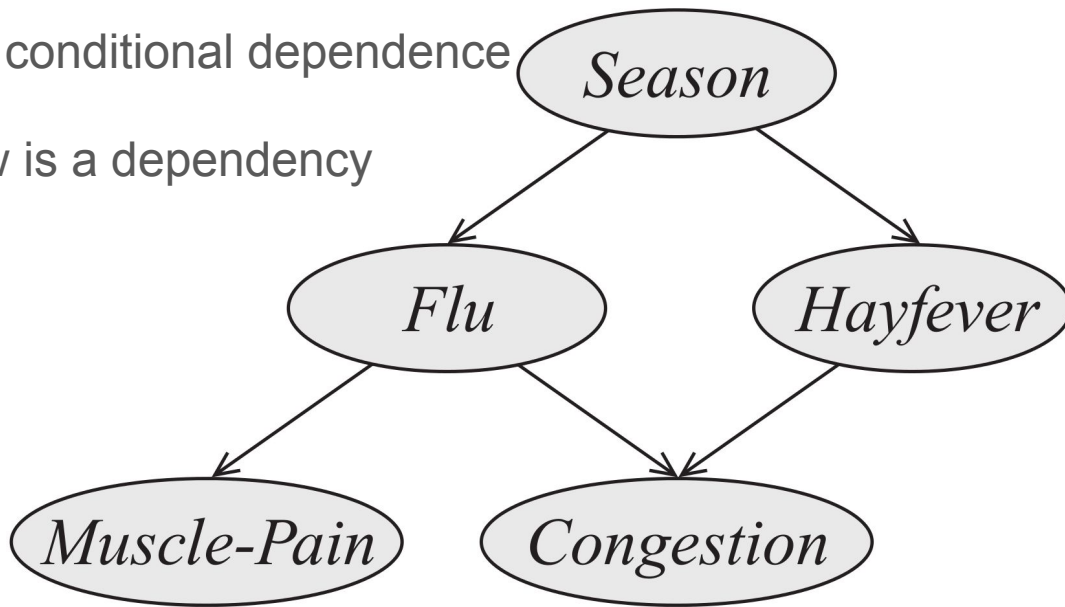 conditional dependence
is a dependency
Season
Flu
Hayfever
Muscle-Pain
Congestion